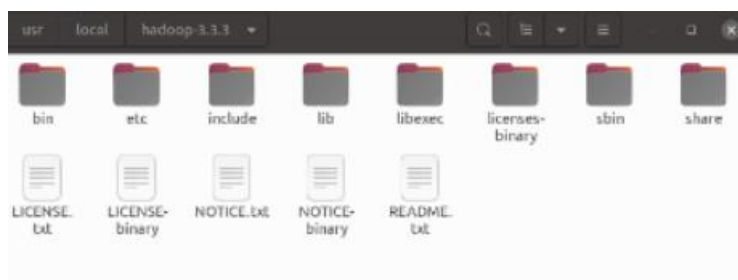 usr local hadoop-3.3.3
bin etc include lib libexec licenses-binary sbin share
LICENSE.txt LICENSE-binary NOTICE.txt NOTICE-binary README.txt